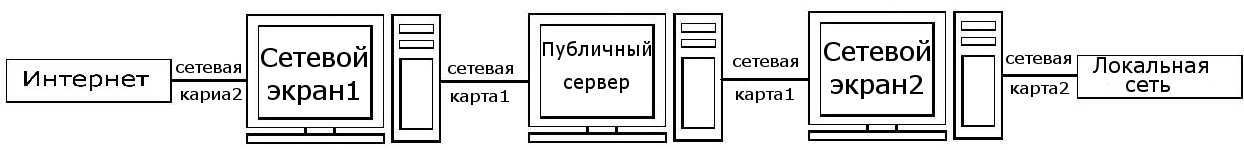 Интернет
сетевая
кариа2
Сетевой
экран1
сетевая
карта1
Публичный
сервер
сетевая
карта1
Сетевой
экран2
сетевая
карта2
Локальная
сеть